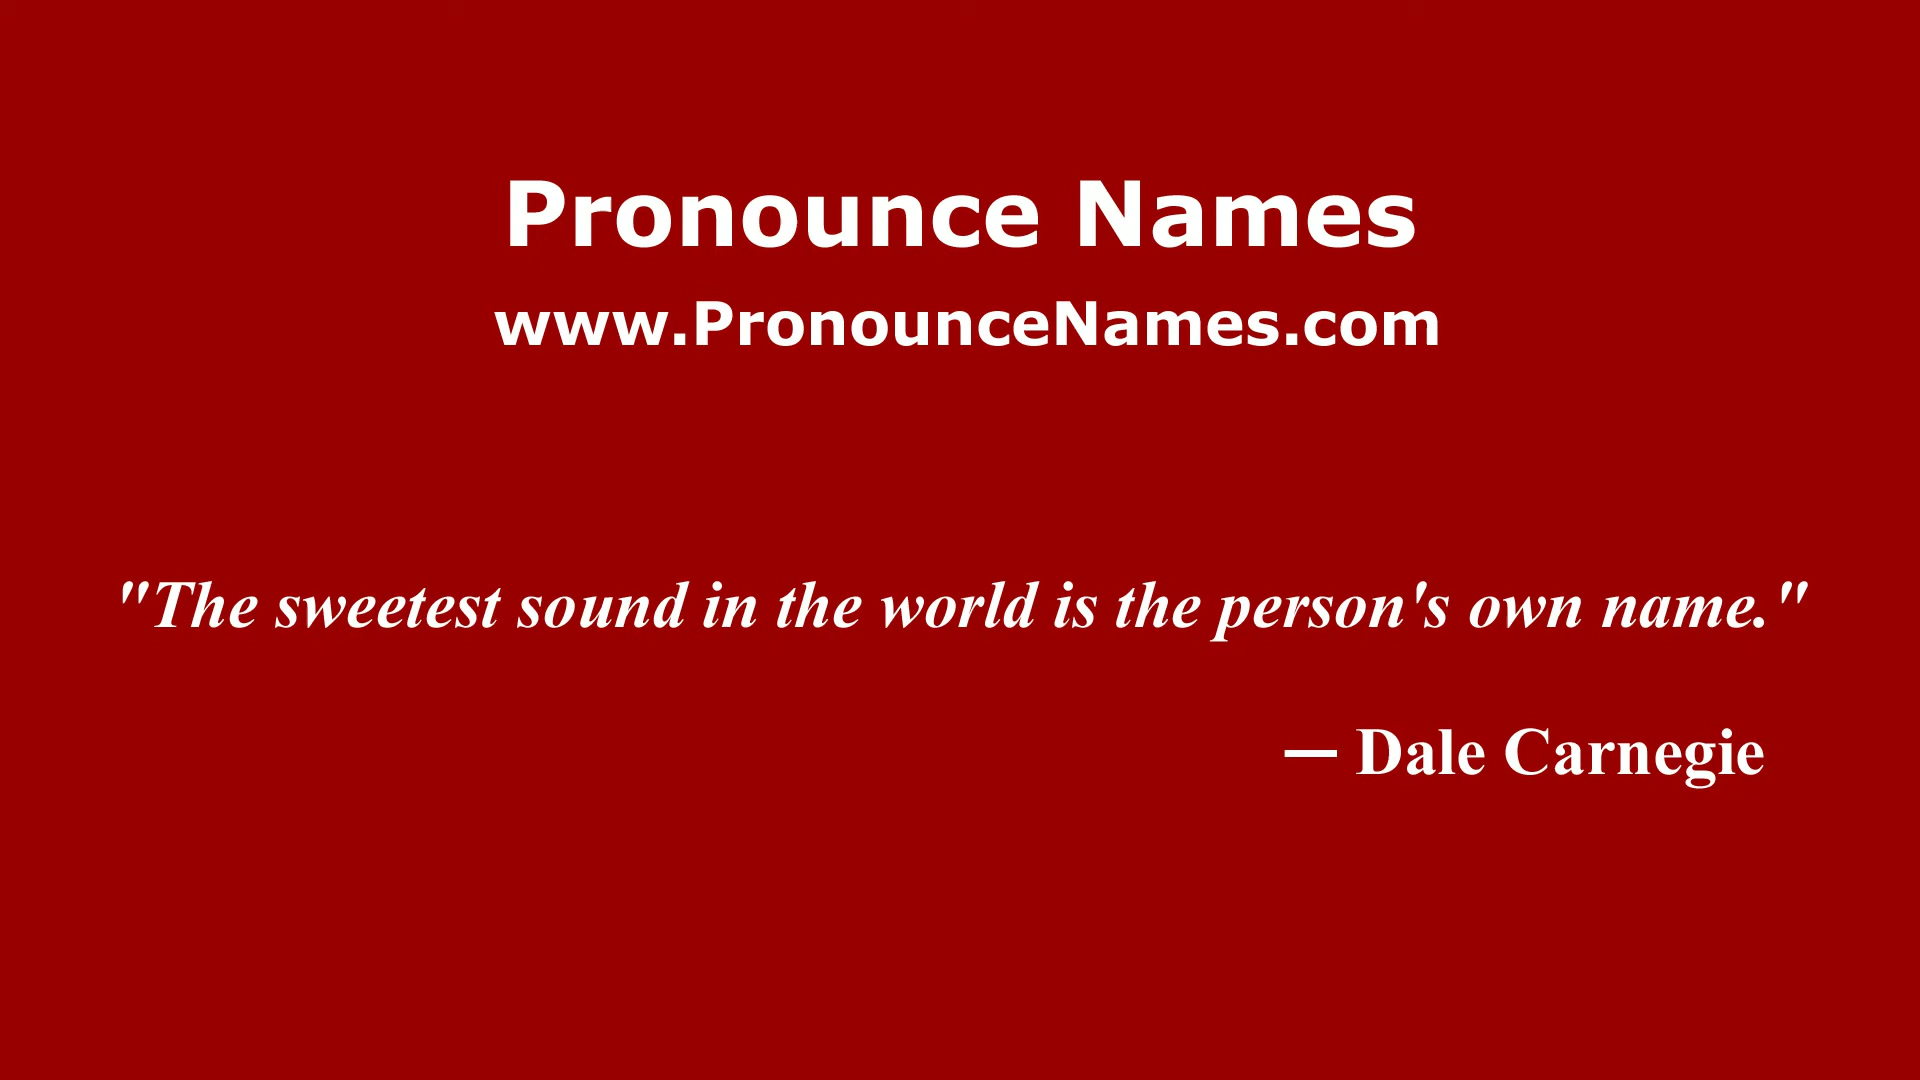 Pronounce Names
www.PronounceNames.com
"The sweetest sound in the world is the person's own name."
— Dale Carnegie